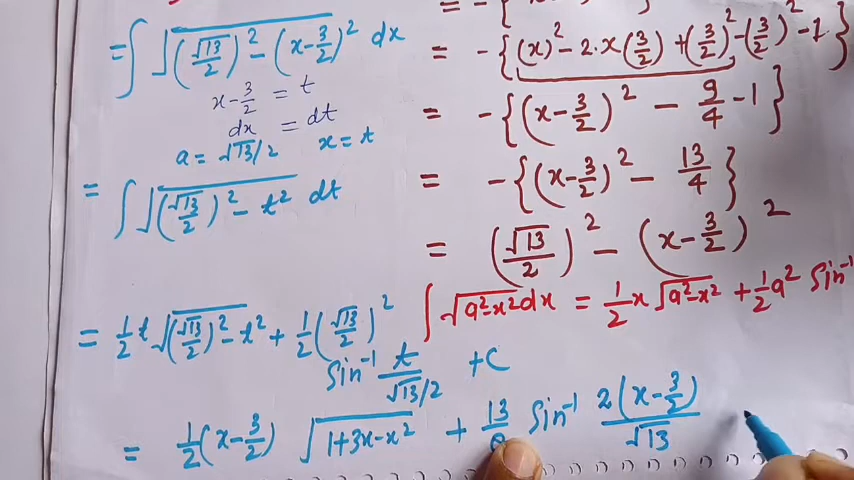 = ∫ √((√13/2)² − (x−3/2)²) dx
x−3/2 = t
dx = dt
a = √13/2   x = t
= ∫ √((√13/2)² − t²) dt
= 1/2 t √((√13/2)² − t²) + 1/2 (√13/2)²
Sin⁻¹ t/(√13/2) + C
= −{(x)² − 2·x(3/2) + (3/2)² − (3/2)² − 1}
= −{(x−3/2)² − 9/4 − 1}
= −{(x−3/2)² − 13/4}
= (√13/2)² − (x−3/2)²
∫ √(a²−x²) dx = 1/2 x √(a²−x²) + 1/2 a² Sin⁻¹
= 1/2 (x−3/2) √(1+3x−x²) + 13/ Sin⁻¹ 2(x−3/2)/√13